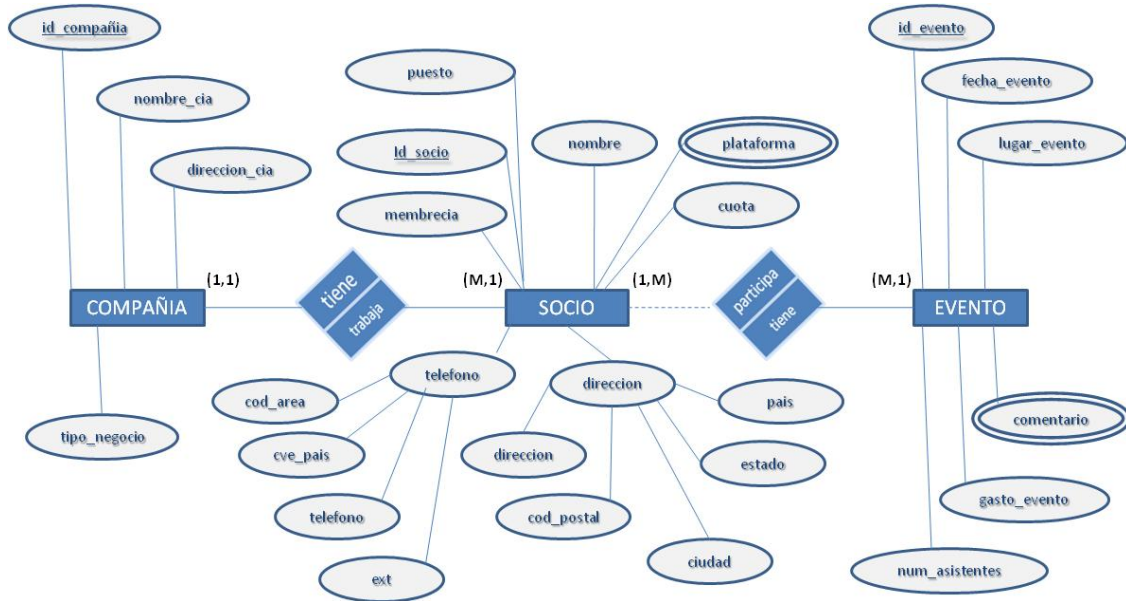 id_compañia
id_evento
puesto
fecha_evento
nombre_cia
nombre
plataforma
lugar_evento
Id_socio
direccion_cia
membrecia
cuota
(1,1)
tiene
trabaja
(M,1)
(1,M)
participa
tiene
(M,1)
COMPAÑIA
SOCIO
EVENTO
telefono
direccion
cod_area
pais
comentario
tipo_negocio
cve_pais
direccion
estado
gasto_evento
telefono
cod_postal
ciudad
num_asistentes
ext